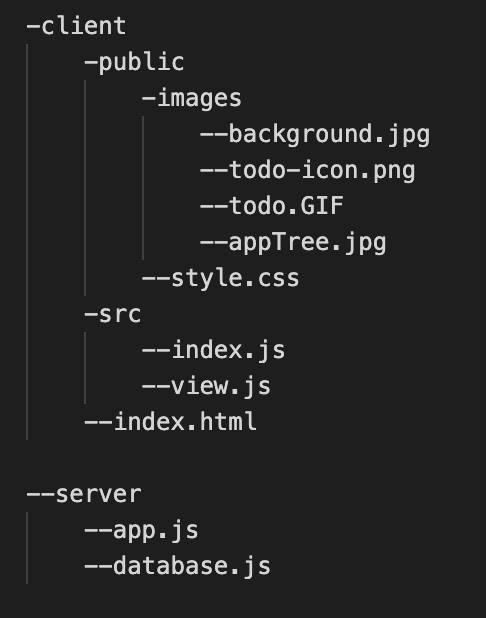 -client
-public
-images
--background.jpg
--todo-icon.png
--todo.GIF
--appTree.jpg
--style.css
-src
--index.js
--view.js
--index.html
--server
--app.js
--database.js